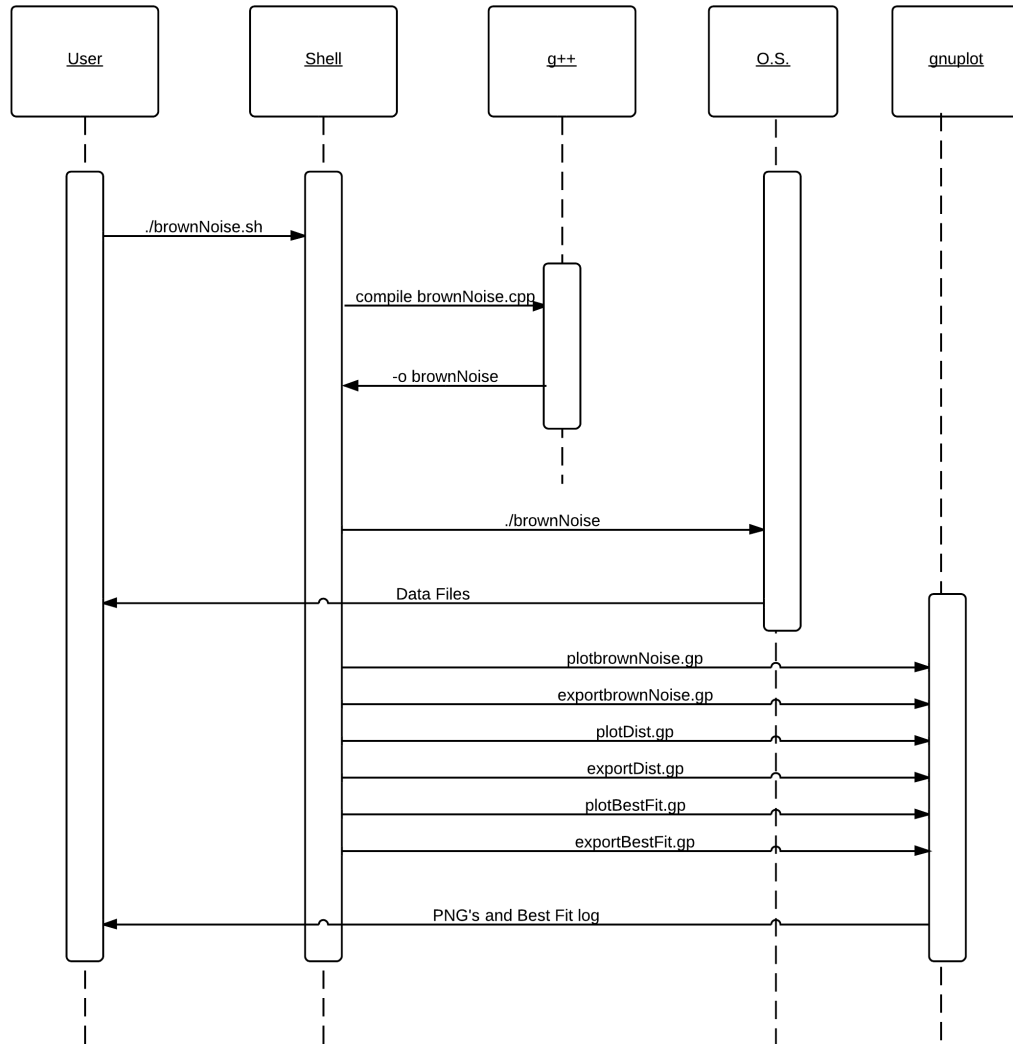 User
Shell
g++
O.S.
gnuplot
./brownNoise.sh
compile brownNoise.cpp
-o brownNoise
./brownNoise
Data Files
plotbrownNoise.gp
exportbrownNoise.gp
plotDist.gp
exportDist.gp
plotBestFit.gp
exportBestFit.gp
PNG's and Best Fit log